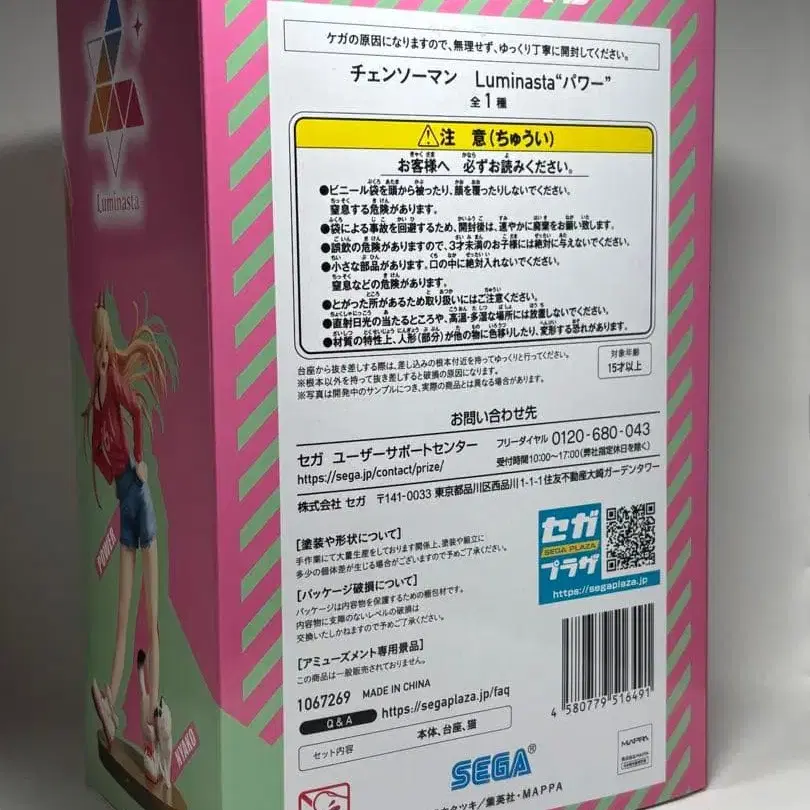 Luminasta
POWER
NYAKO
ケガの原因になりますので、無理せず、ゆっくり丁寧に開封してください。
チェンソーマン Luminasta“パワー”
全1種
⚠注 意(ちゅうい)
お客様へ 必ずお読みください。
●ビニール袋を頭から被ったり、顔を覆ったりしないでください。
窒息する危険があります。
●袋による事故を回避するため、開封後は、速やかに廃棄をお願い致します。
●誤飲の危険がありますので、3才未満のお子様には絶対に与えないでください。
●小さな部品があります。口の中に絶対入れないでください。
窒息などの危険があります。
●とがった所があるため取り扱いにはご注意ください。
●直射日光の当たるところや、高温・多湿な場所には放置しないでください。
●材質の特性上、人形(部分)が他の物に色移りしたり、変形する恐れがあります。
台座から抜き差しする際は、差し込みの根本付近を持ってゆっくりと行ってください。
※根本以外を持って抜き差しすると破損の原因になります。
※写真は開発中のサンプルにつき、実際の商品とは異なる場合があります。
対象年齢
15才以上
お問い合わせ先
セガ ユーザーサポートセンター
https://sega.jp/contact/prize/
フリーダイヤル 0120-680-043
受付時間10:00~17:00(弊社指定休日を除く)
株式会社 セガ 〒141-0033 東京都品川区西品川1-1-1住友不動産大崎ガーデンタワー
[塗装や形状について]
手作業にて大量生産をしております関係上、塗装や組立に
多少の個体差が生じる場合がございますので予めご了承ください。
[パッケージ破損について]
パッケージは内容物を保護するための梱包材です。
内容物に支障のないレベルの破損は
交換いたしかねますので予めご了承ください。
[アミューズメント専用景品]
この商品は一般販売されておりません。
セガ
SEGA PLAZA
プラザ
https://segaplaza.jp
1067269 MADE IN CHINA
Q&A https://segaplaza.jp/faq
セット内容 本体、台座、猫
4 580779 516491
SEGA®
MAPPA
タツキ/集英社・MAPPA